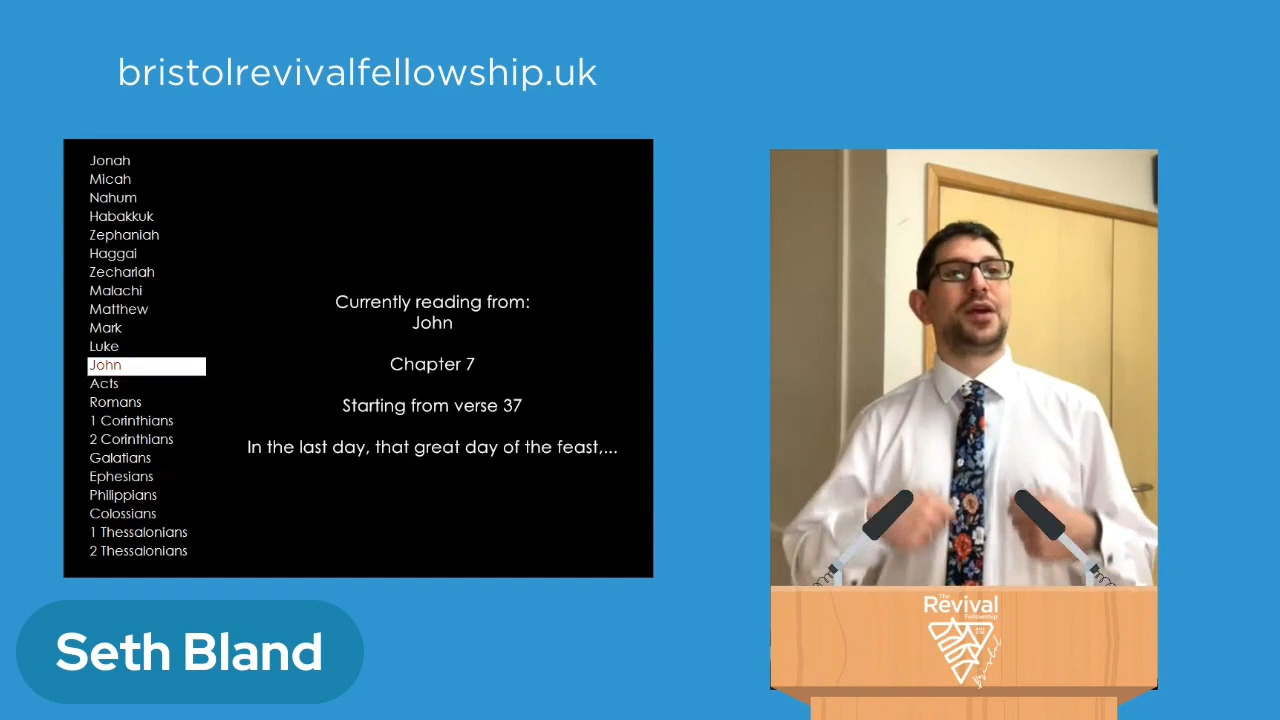 bristolrevivalfellowship.uk
Jonah
Micah
Nahum
Habakkuk
Zephaniah
Haggai
Zechariah
Malachi
Matthew
Mark
Luke
John
Acts
Romans
1 Corinthians
2 Corinthians
Galatians
Ephesians
Philippians
Colossians
1 Thessalonians
2 Thessalonians
Currently reading from:
John
Chapter 7
Starting from verse 37
In the last day, that great day of the feast,...
Seth Bland
The
Revival
Fellowship